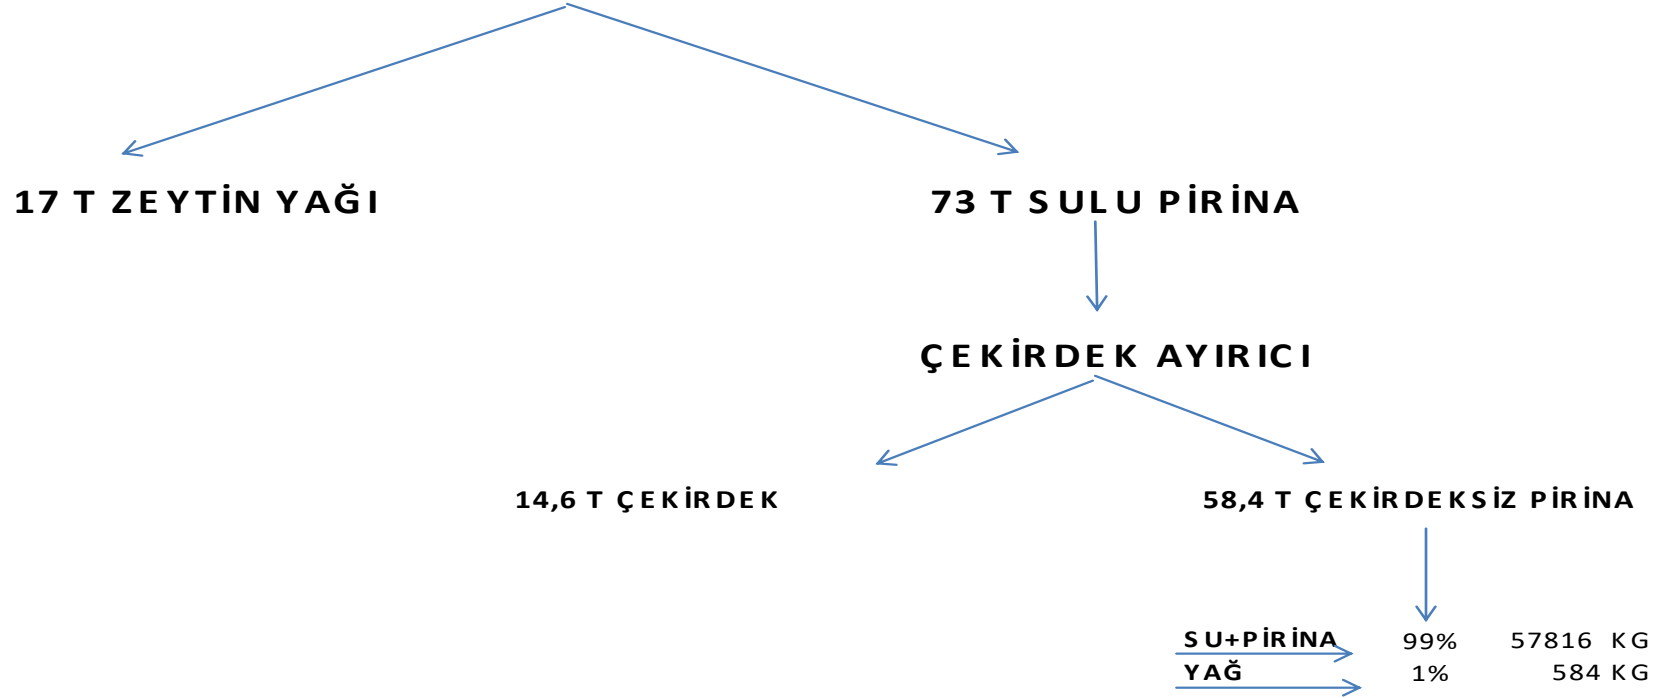 17 T ZEYTİN YAĞI
73 T SULU PİRİNA
ÇEKİRDEK AYIRICI
14,6 T ÇEKİRDEK
58,4 T ÇEKİRDEKSİZ PİRİNA
SU+PİRİNA 99% 57816 KG
YAĞ 1% 584 KG